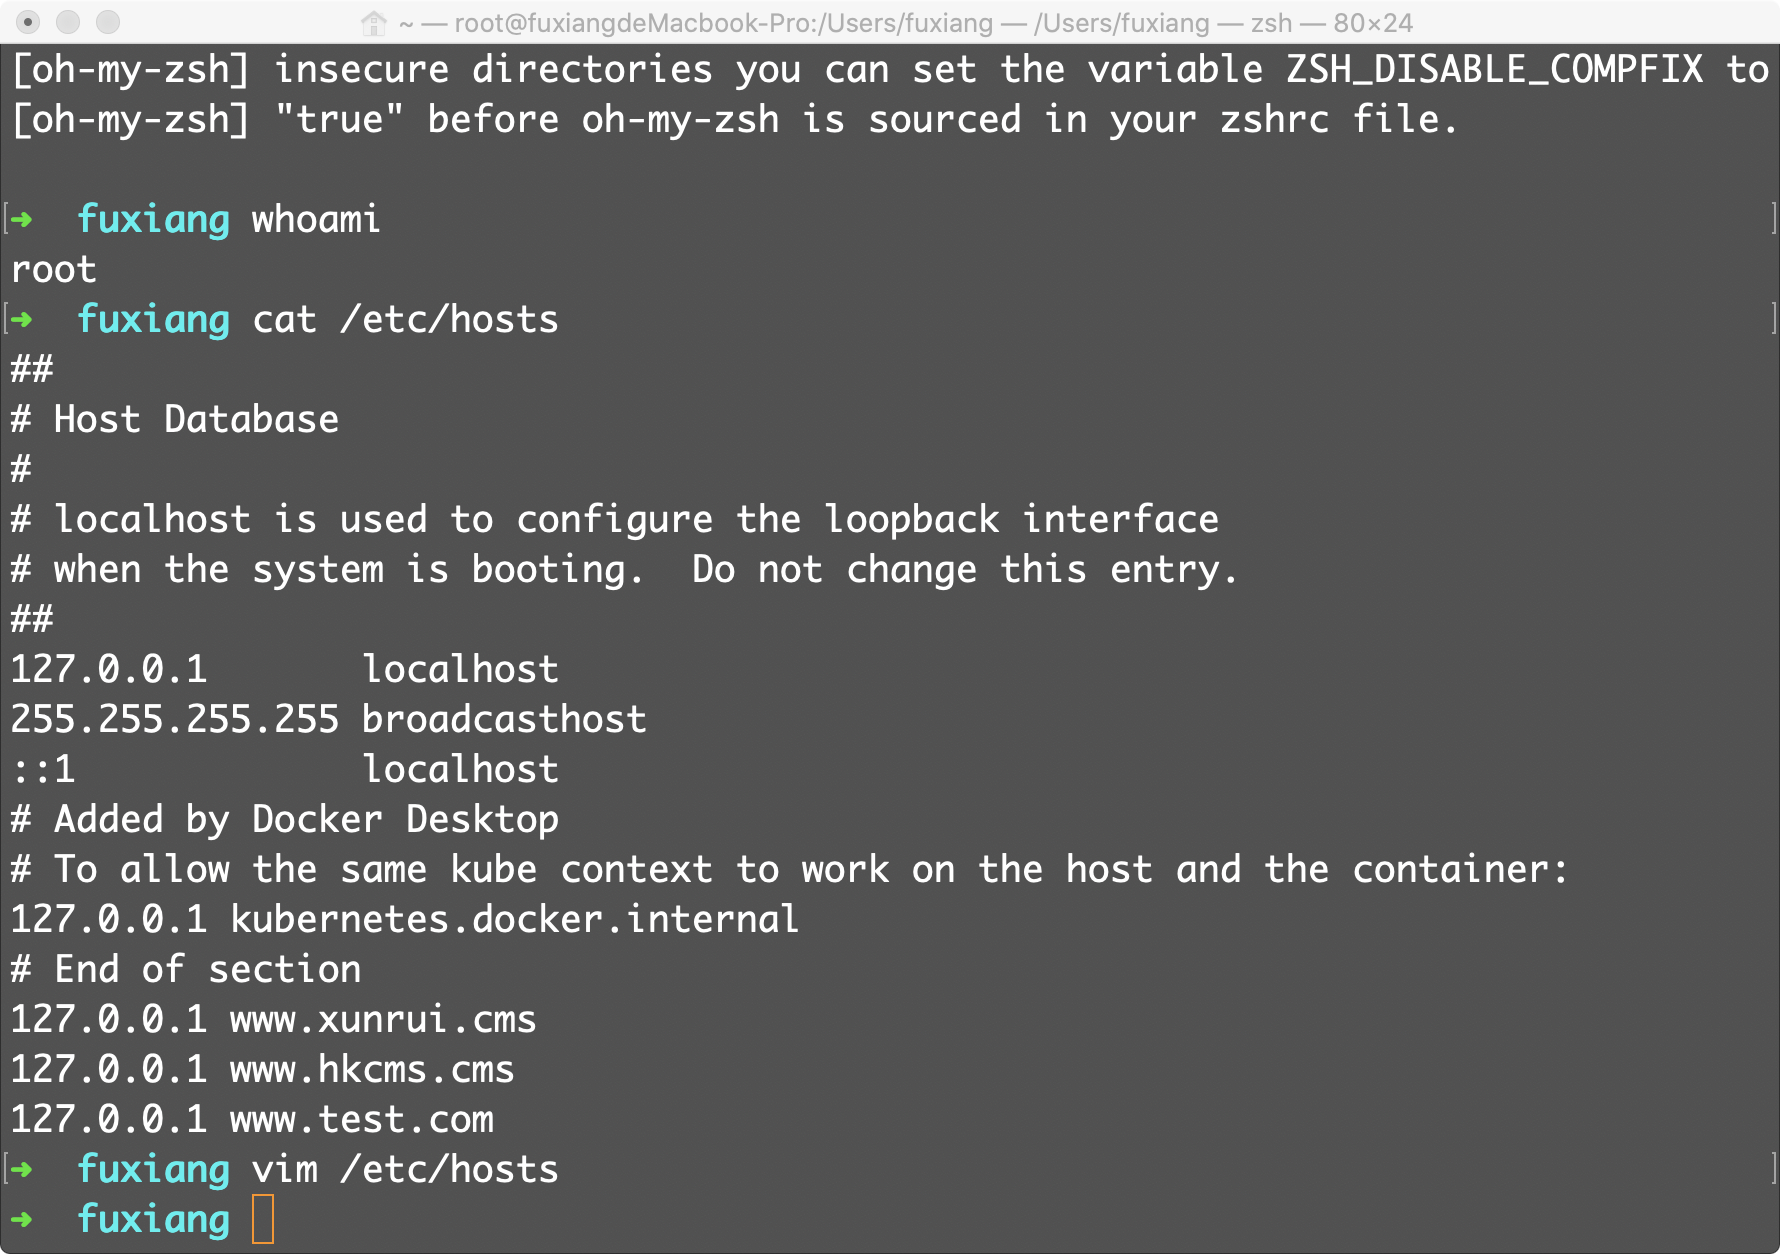 ~ — root@fuxiangdeMacbook-Pro:/Users/fuxiang — /Users/fuxiang — zsh — 80×24
[oh-my-zsh] insecure directories you can set the variable ZSH_DISABLE_COMPFIX to
[oh-my-zsh] "true" before oh-my-zsh is sourced in your zshrc file.
[➜  fuxiang whoami ]
root
[➜  fuxiang cat /etc/hosts ]
##
# Host Database
#
# localhost is used to configure the loopback interface
# when the system is booting.  Do not change this entry.
##
127.0.0.1       localhost
255.255.255.255 broadcasthost
::1             localhost
# Added by Docker Desktop
# To allow the same kube context to work on the host and the container:
127.0.0.1 kubernetes.docker.internal
# End of section
127.0.0.1 www.xunrui.cms
127.0.0.1 www.hkcms.cms
127.0.0.1 www.test.com
[➜  fuxiang vim /etc/hosts ]
➜  fuxiang